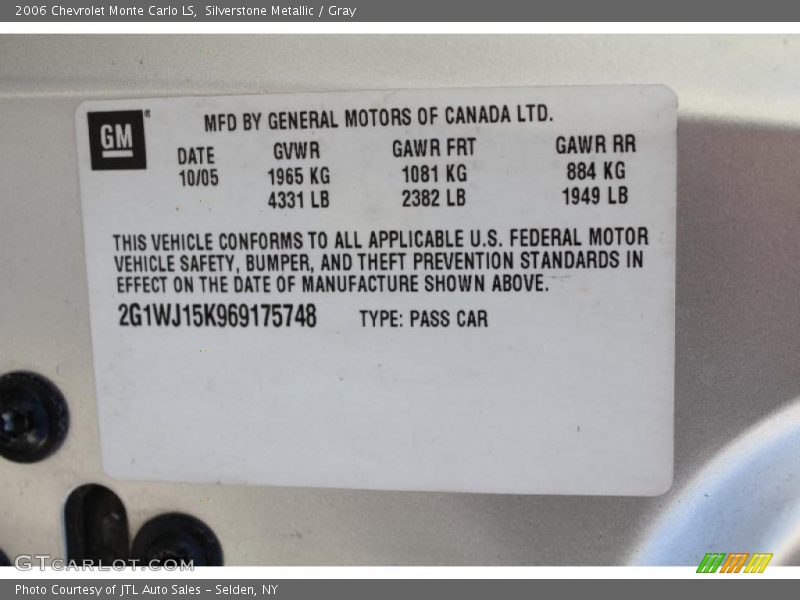 2006 Chevrolet Monte Carlo LS, Silverstone Metallic / Gray
GM®
MFD BY GENERAL MOTORS OF CANADA LTD.
DATE GVWR GAWR FRT GAWR RR
10/05 1965 KG 1081 KG 884 KG
4331 LB 2382 LB 1949 LB
THIS VEHICLE CONFORMS TO ALL APPLICABLE U.S. FEDERAL MOTOR
VEHICLE SAFETY, BUMPER, AND THEFT PREVENTION STANDARDS IN
EFFECT ON THE DATE OF MANUFACTURE SHOWN ABOVE.
2G1WJ15K969175748 TYPE: PASS CAR
GTCARLOT.COM
Photo Courtesy of JTL Auto Sales - Selden, NY